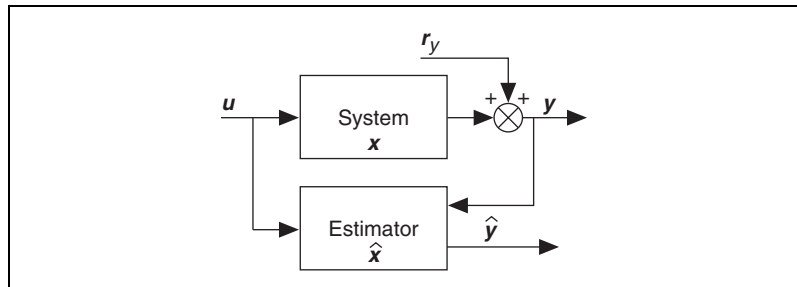 r_y
+ +
u
y
System
x
Estimator
x̂
ŷ